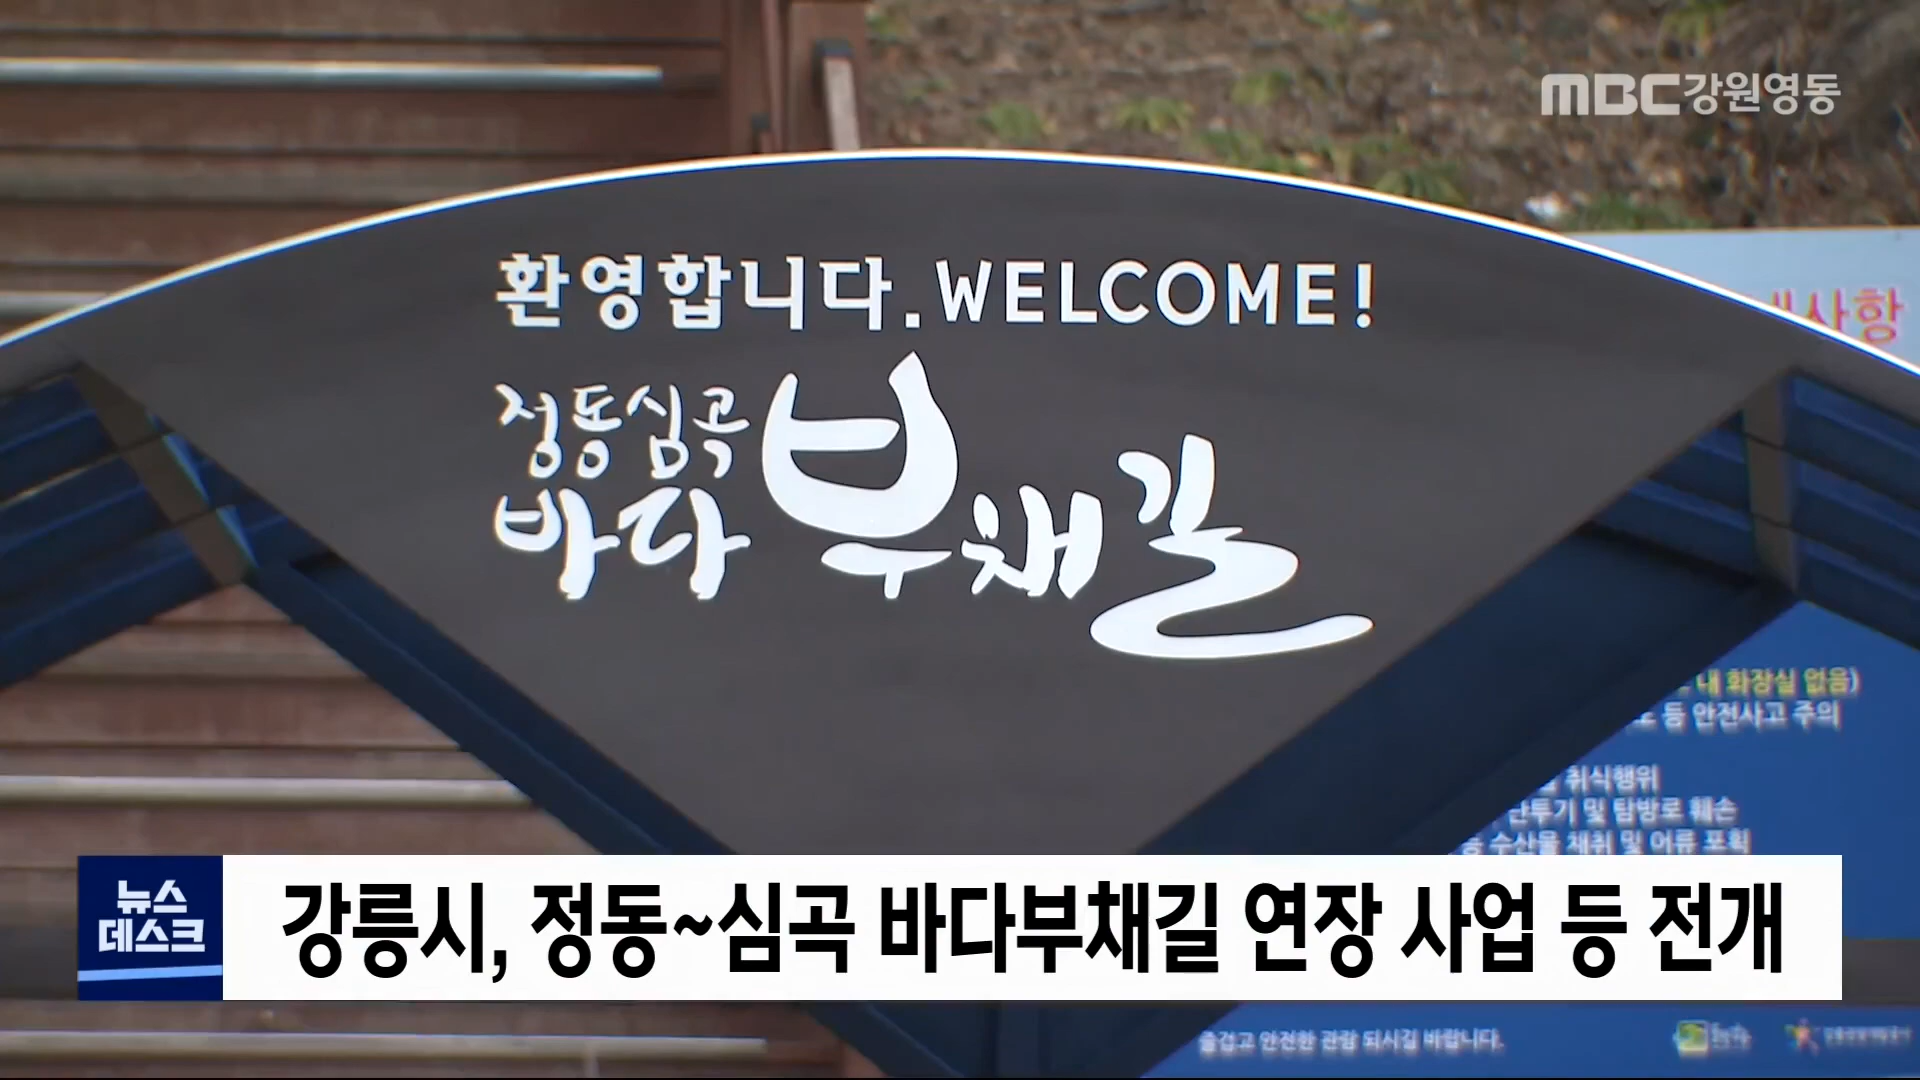 MBC강원영동
환영합니다.WELCOME!
정동심곡
바다 부채길
사항
내 화장실 없음)
등 안전사고 주의
취식행위
단투기 및 탐방로 훼손
수산물 채취 및 어류 포획
뉴스
데스크
강릉시, 정동~심곡 바다부채길 연장 사업 등 전개
즐겁고 안전한 관람 되시길 바랍니다.